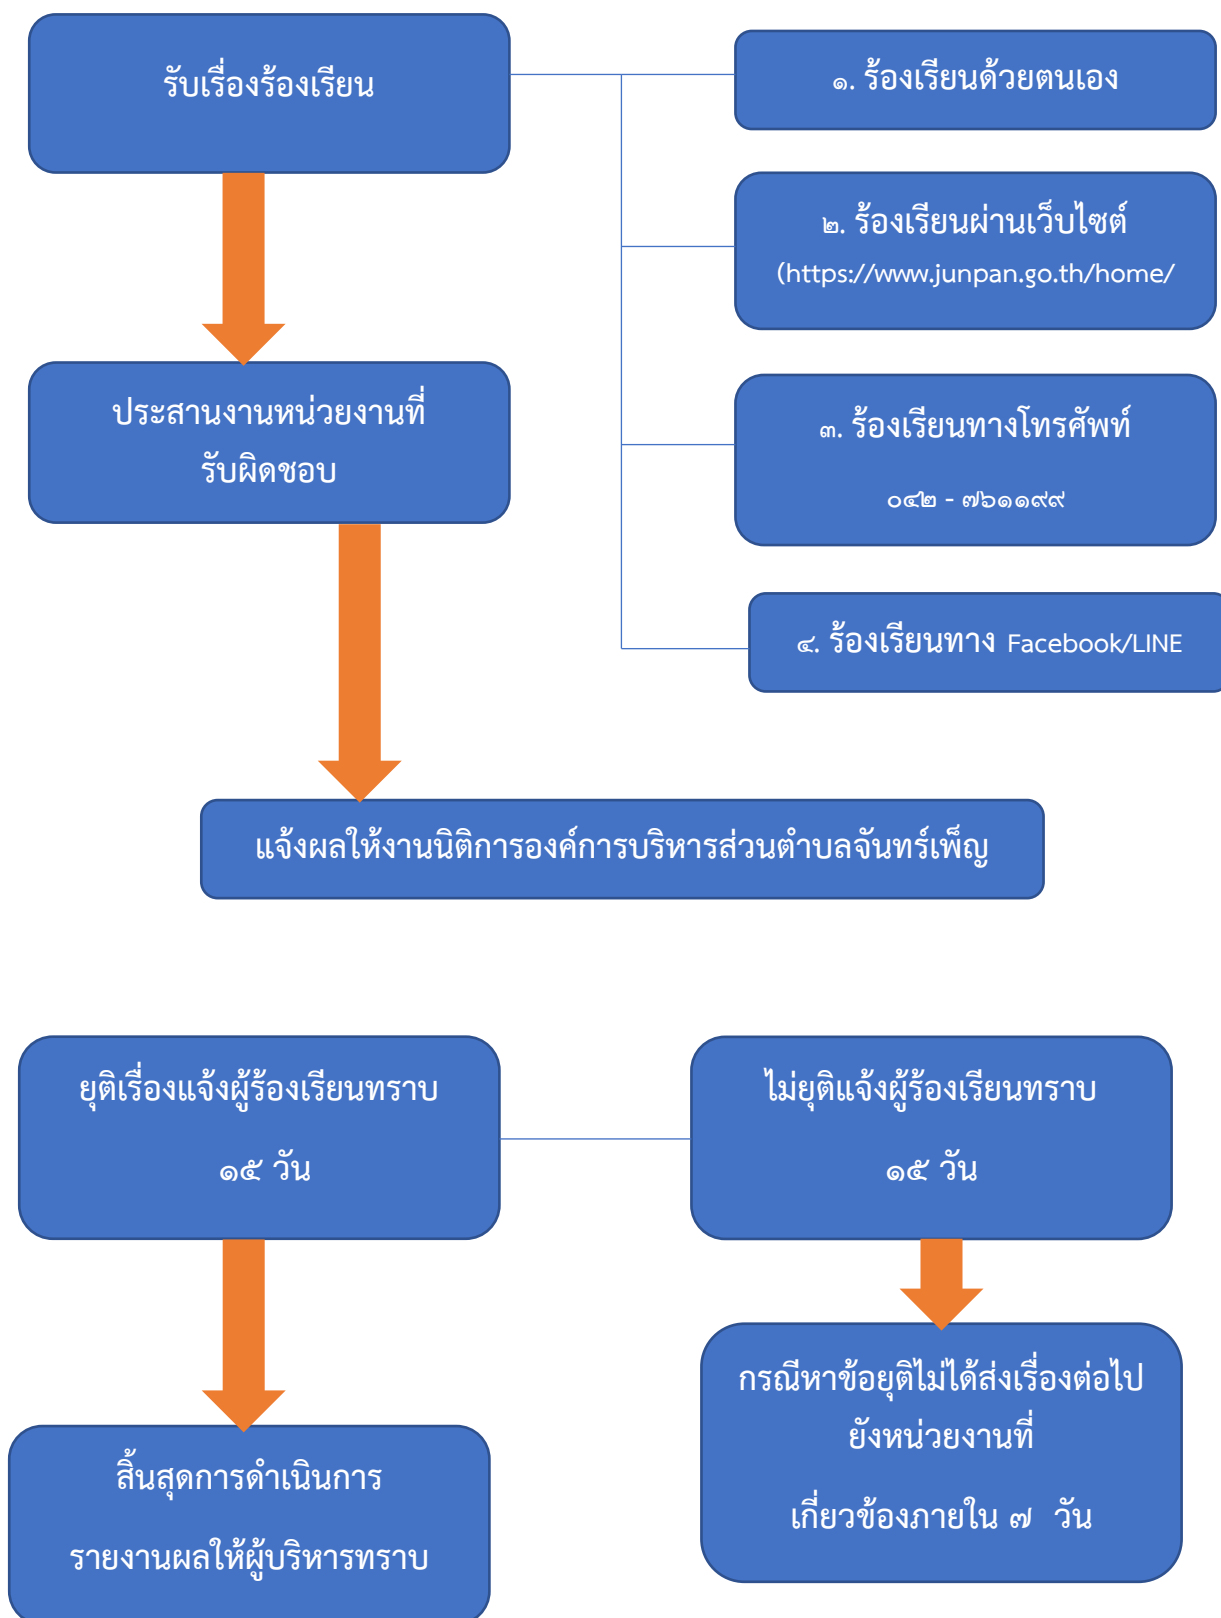 รับเรื่องร้องเรียน
๑. ร้องเรียนด้วยตนเอง
๒. ร้องเรียนผ่านเว็บไซต์
(https://www.junpan.go.th/home/
๓. ร้องเรียนทางโทรศัพท์
๐๔๒ - ๗๖๑๑๙๙
๔. ร้องเรียนทาง Facebook/LINE
ประสานงานหน่วยงานที่
รับผิดชอบ
แจ้งผลให้งานนิติการองค์การบริหารส่วนตำบลจันทร์เพ็ญ
ยุติเรื่องแจ้งผู้ร้องเรียนทราบ
๑๕ วัน
ไม่ยุติแจ้งผู้ร้องเรียนทราบ
๑๕ วัน
สิ้นสุดการดำเนินการ
รายงานผลให้ผู้บริหารทราบ
กรณีหาข้อยุติไม่ได้ส่งเรื่องต่อไป
ยังหน่วยงานที่
เกี่ยวข้องภายใน ๗ วัน